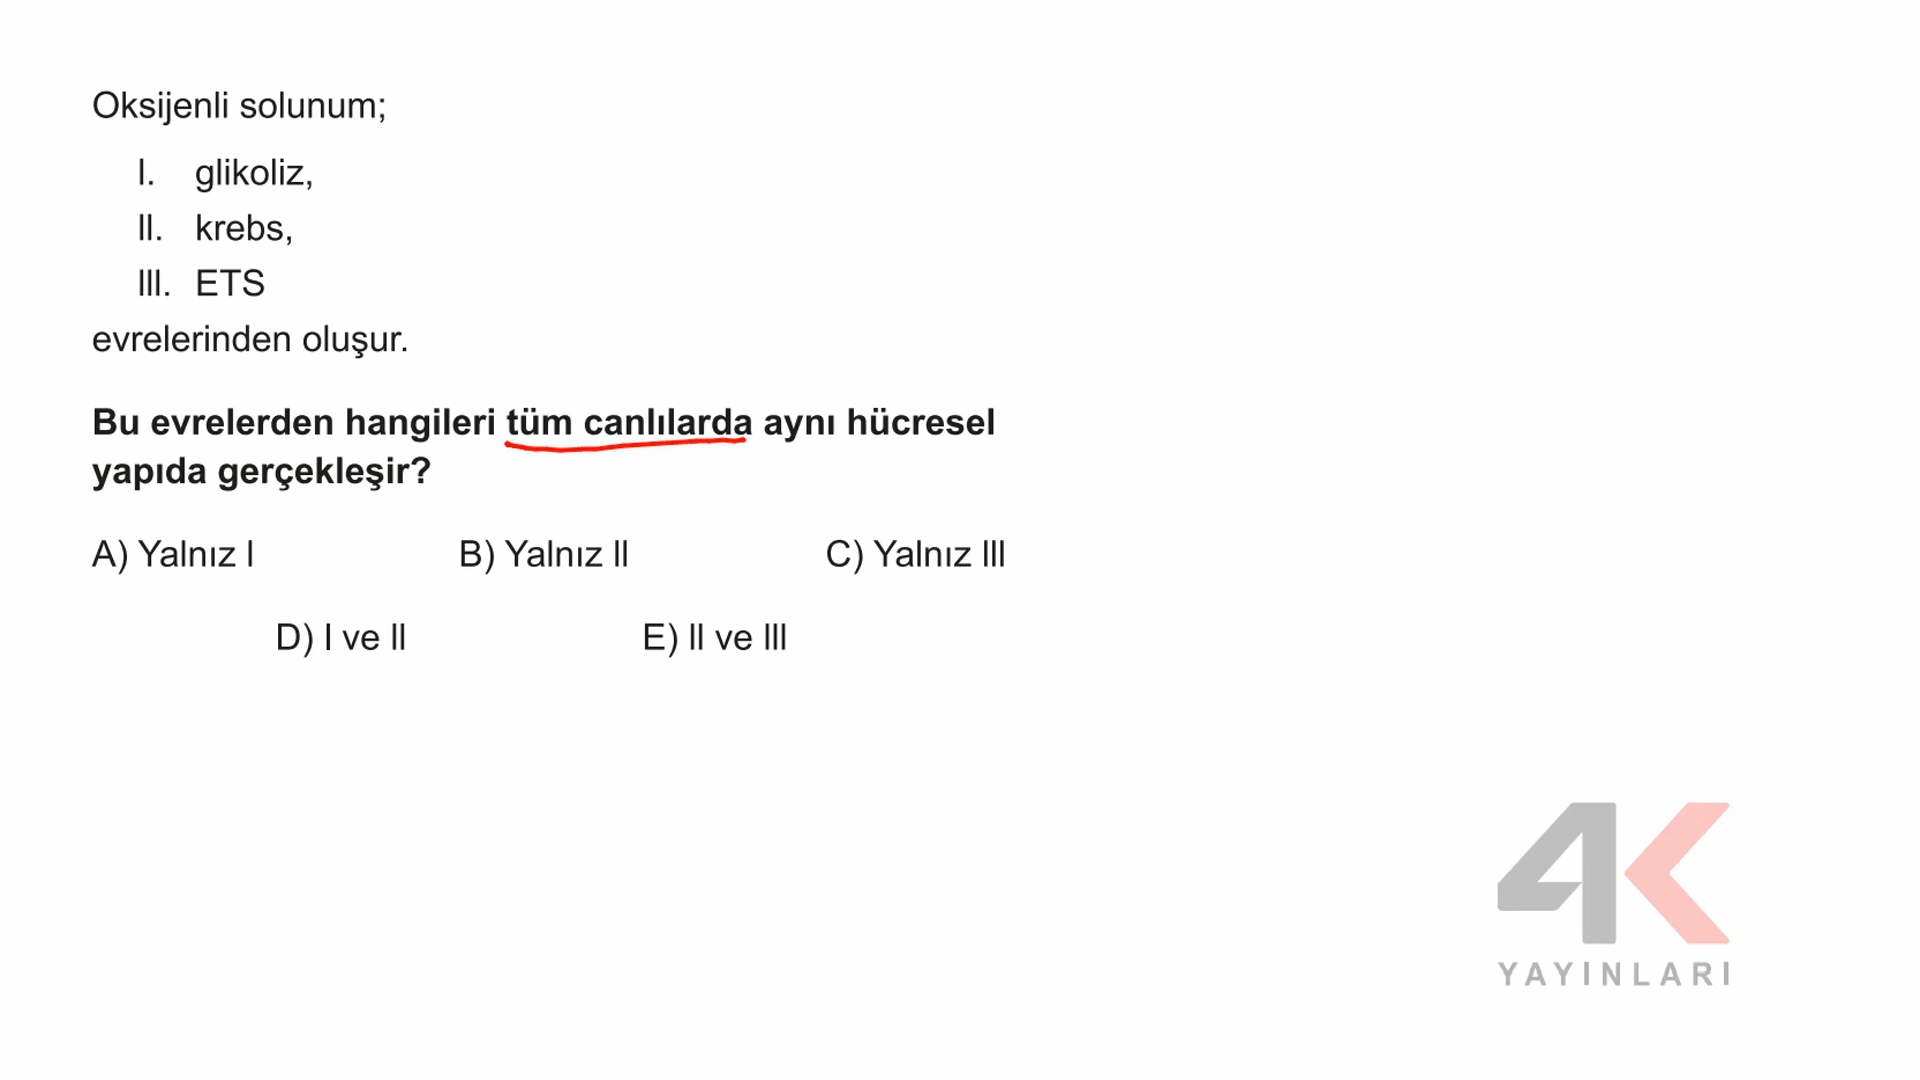 Oksijenli solunum;
I. glikoliz,
II. krebs,
III. ETS
evrelerinden oluşur.
Bu evrelerden hangileri tüm canlılarda aynı hücresel
yapıda gerçekleşir?
A) Yalnız I B) Yalnız II C) Yalnız III
D) I ve II E) II ve III
4K
YAYINLARI